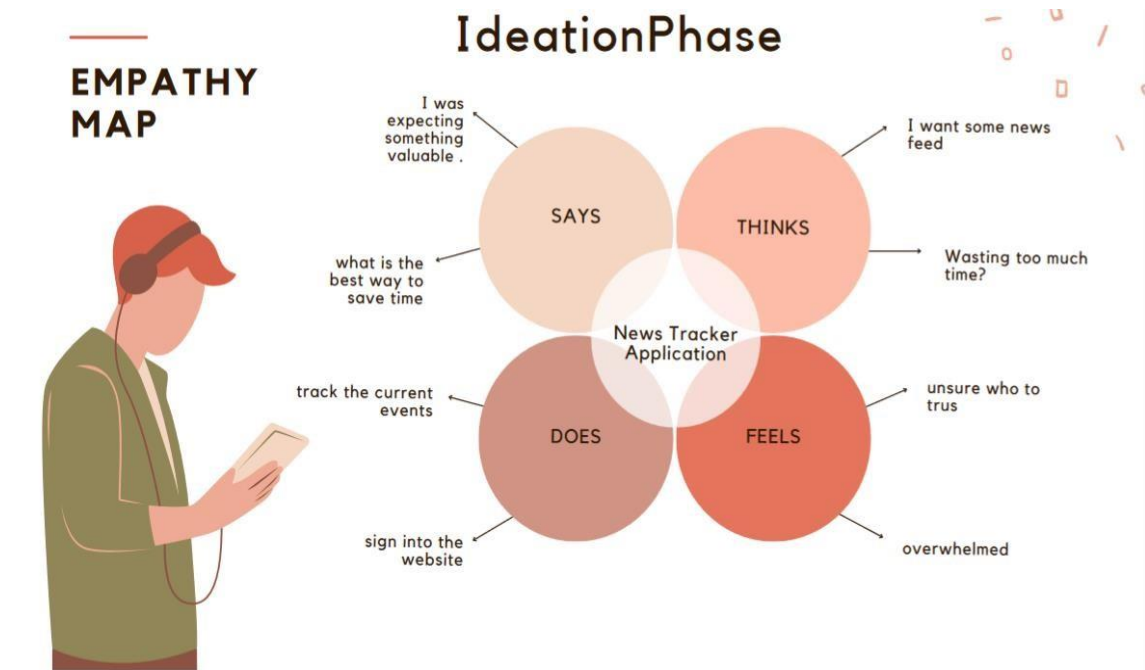 IdeationPhase
EMPATHY
MAP
I was
expecting
something
valuable .
I want some news
feed
SAYS
THINKS
what is the
best way to
save time
Wasting too much
time?
News Tracker
Application
track the current
events
unsure who to
trus
DOES
FEELS
sign into the
website
overwhelmed